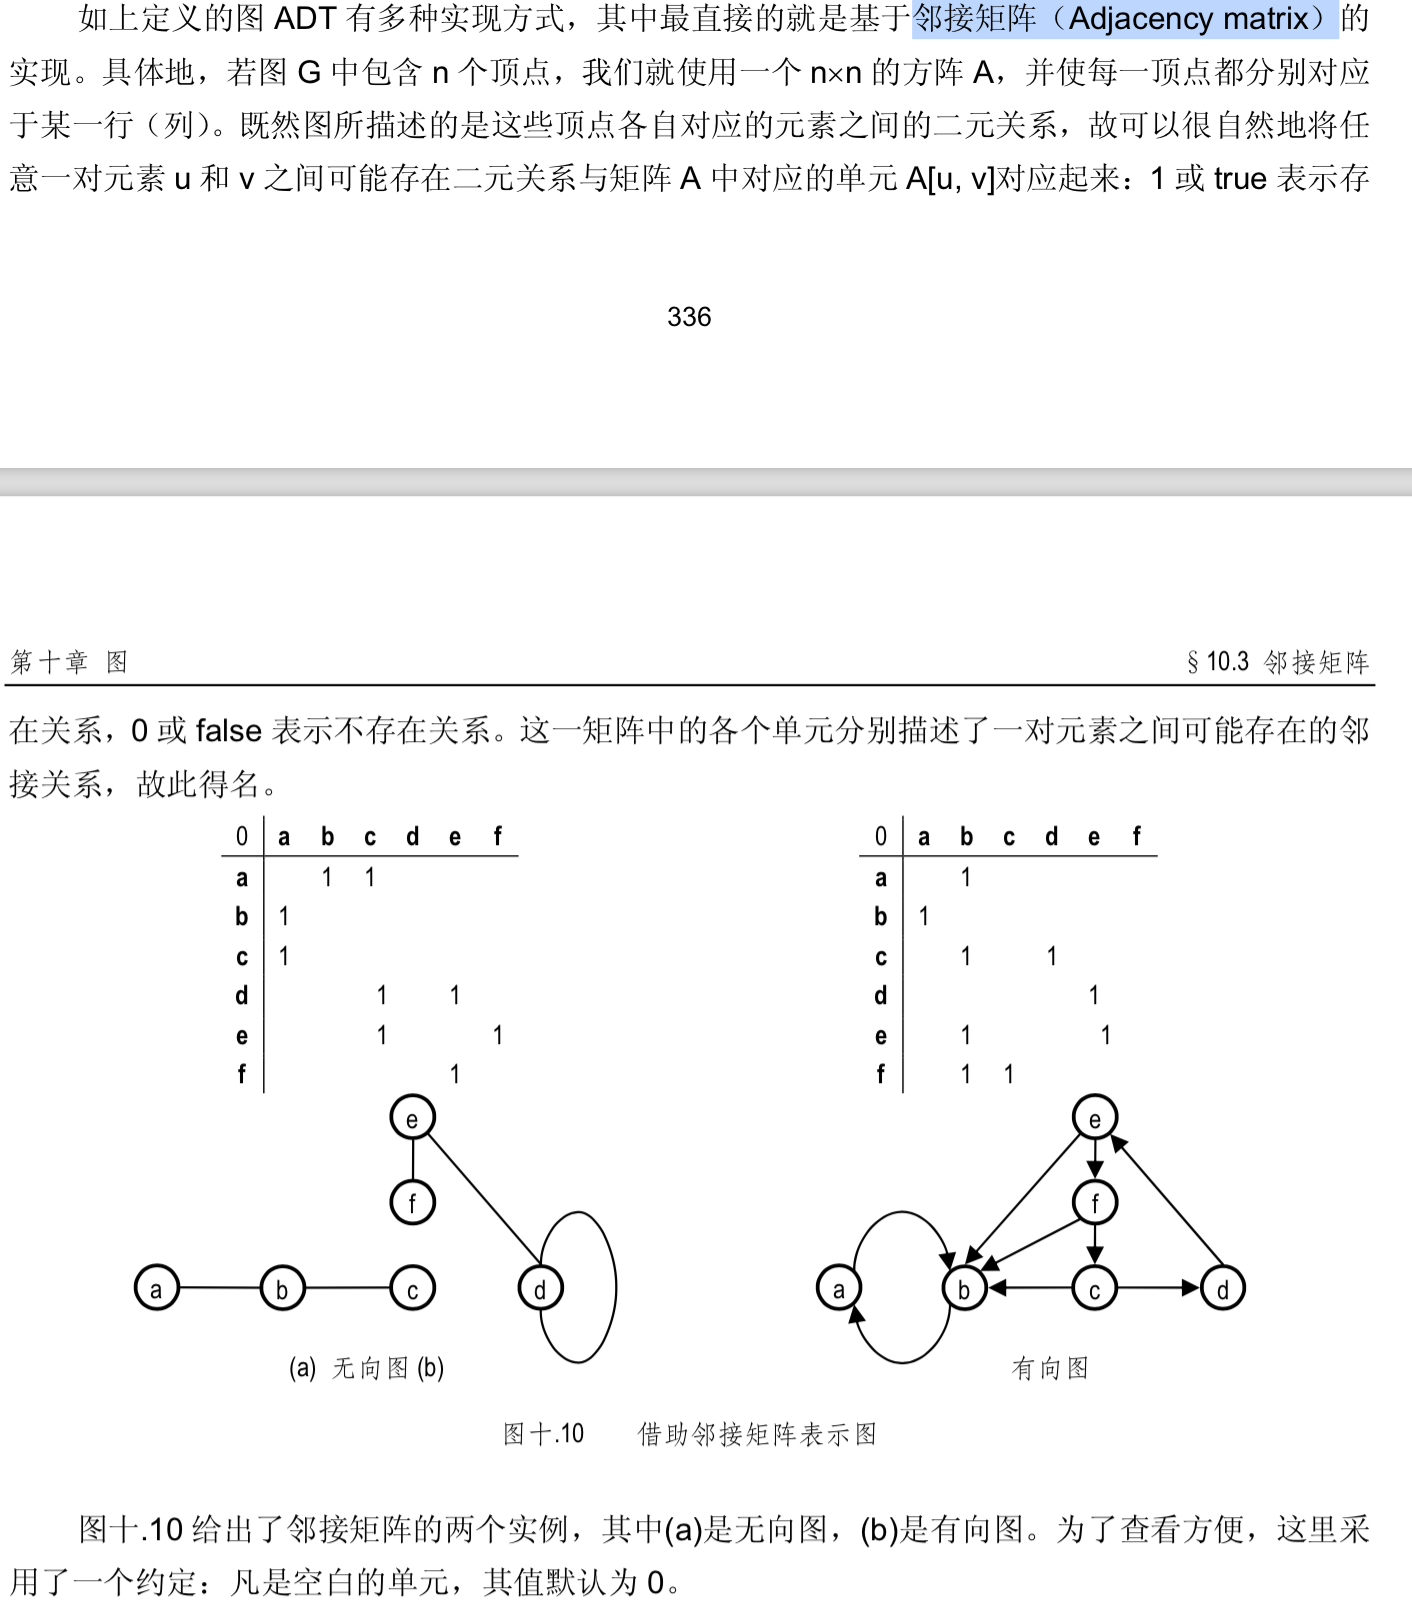 如上定义的图 ADT 有多种实现方式，其中最直接的就是基于邻接矩阵（Adjacency matrix）的
实现。具体地，若图 G 中包含 n 个顶点，我们就使用一个 n×n 的方阵 A，并使每一顶点都分别对应
于某一行（列）。既然图所描述的是这些顶点各自对应的元素之间的二元关系，故可以很自然地将任
意一对元素 u 和 v 之间可能存在二元关系与矩阵 A 中对应的单元 A[u, v]对应起来：1 或 true 表示存
336
第十章 图
§ 10.3 邻接矩阵
在关系，0 或 false 表示不存在关系。这一矩阵中的各个单元分别描述了一对元素之间可能存在的邻
接关系，故此得名。
0 a b c d e f
a 1 1
b 1
c 1
d 1 1
e 1 1
f 1
0 a b c d e f
a 1
b 1
c 1 1
d 1
e 1 1
f 1 1
e
f
a b c d
e
f
a b c d
(a) 无向图 (b)
有向图
图十.10 借助邻接矩阵表示图
图十.10 给出了邻接矩阵的两个实例，其中(a)是无向图，(b)是有向图。为了查看方便，这里采
用了一个约定：凡是空白的单元，其值默认为 0。